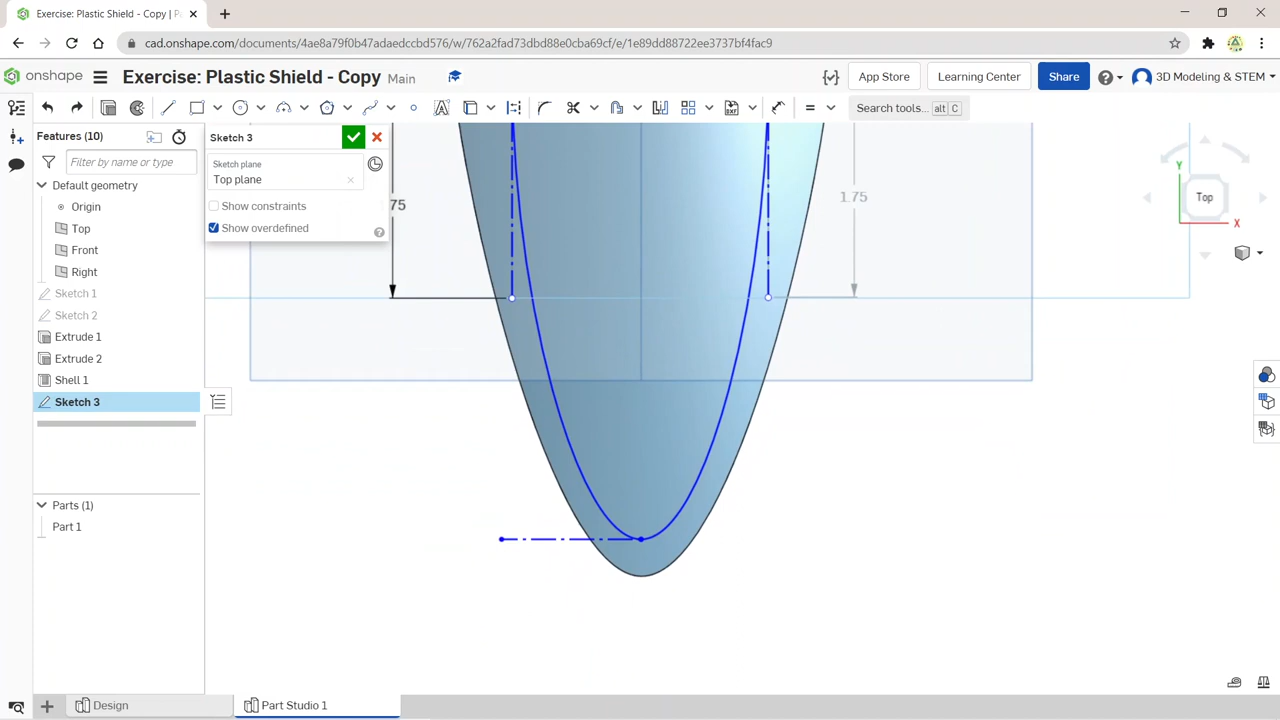 Exercise: Plastic Shield - Copy | P
cad.onshape.com/documents/4ae8a79f0b47adaedccbd576/w/762a2fad73dbd88e0cba69cf/e/1e89dd88722ee3737bf4fac9
onshape Exercise: Plastic Shield - Copy Main App Store Learning Center Share 3D Modeling & STEM
Search tools... alt C
Features (10)
Filter by name or type
Default geometry
Origin
Top
Front
Right
Sketch 1
Sketch 2
Extrude 1
Extrude 2
Shell 1
Sketch 3
Parts (1)
Part 1
Sketch 3
Sketch plane
Top plane
Show constraints
Show overdefined
75
1.75
Y
Top
X
Design
Part Studio 1